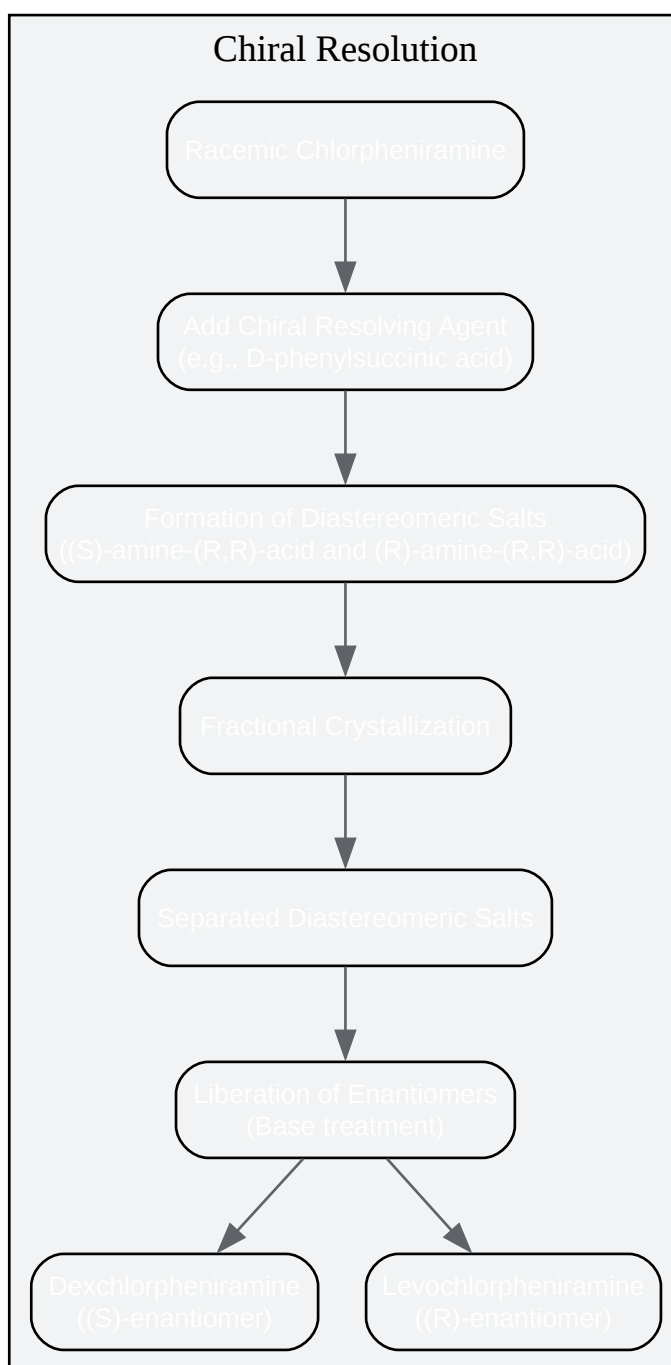 Chiral Resolution
Racemic Chlorpheniramine
Add Chiral Resolving Agent
(e.g., D-phenylsuccinic acid)
Formation of Diastereomeric Salts
((S)-amine-(R,R)-acid and (R)-amine-(R,R)-acid)
Fractional Crystallization
Separated Diastereomeric Salts
Liberation of Enantiomers
(Base treatment)
Dexchlorpheniramine
((S)-enantiomer)
Levochlorpheniramine
((R)-enantiomer)